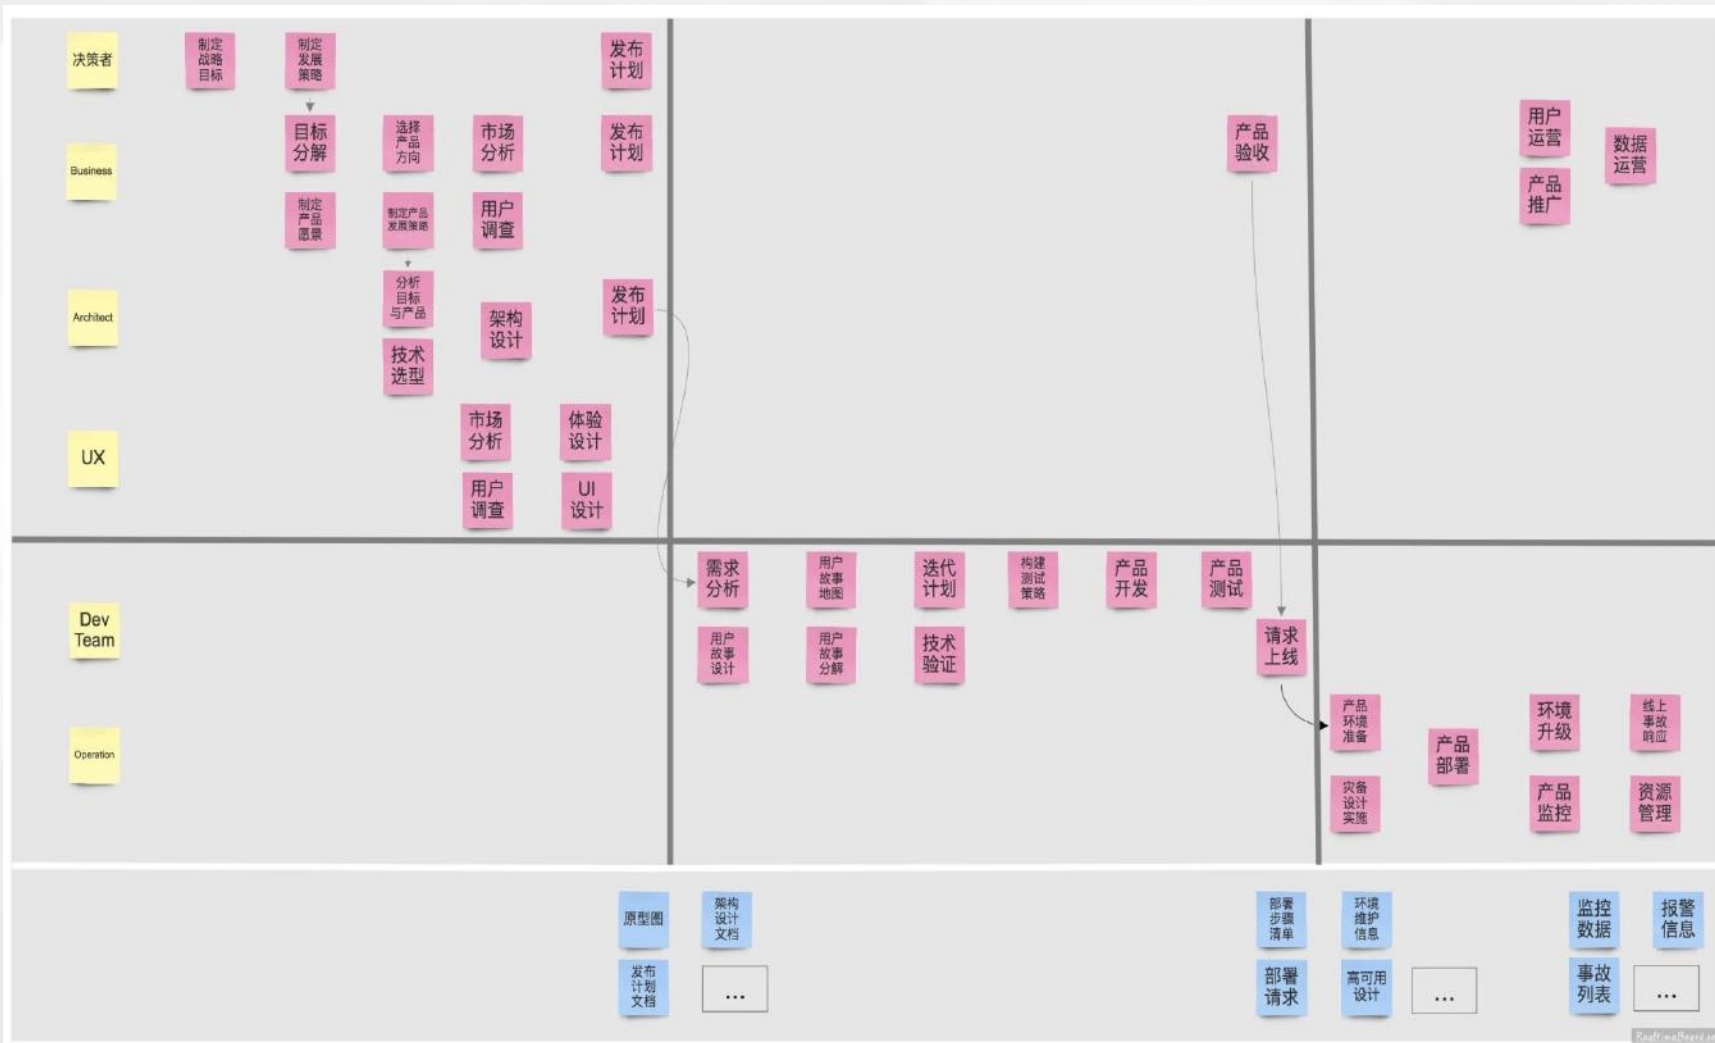 决策者
制定
战略
目标
制定
发展
策略
发布
计划
Business
目标
分解
选择
产品
方向
市场
分析
发布
计划
产品
验收
用户
运营
数据
运营
制定
产品
愿景
制定产品
发展策略
用户
调查
产品
推广
Architect
分析
目标
与产品
架构
设计
发布
计划
技术
选型
UX
市场
分析
体验
设计
用户
调查
UI
设计
Dev
Team
需求
分析
用户
故事
地图
迭代
计划
构建
测试
策略
产品
开发
产品
测试
用户
故事
设计
用户
故事
分解
技术
验证
请求
上线
Operation
产品
环境
准备
产品
部署
环境
升级
线上
事故
响应
灾备
设计
实施
产品
监控
资源
管理
原型图
架构
设计
文档
部署
步骤
清单
环境
维护
信息
监控
数据
报警
信息
发布
计划
文档
...
部署
请求
高可用
设计
...
事故
列表
...